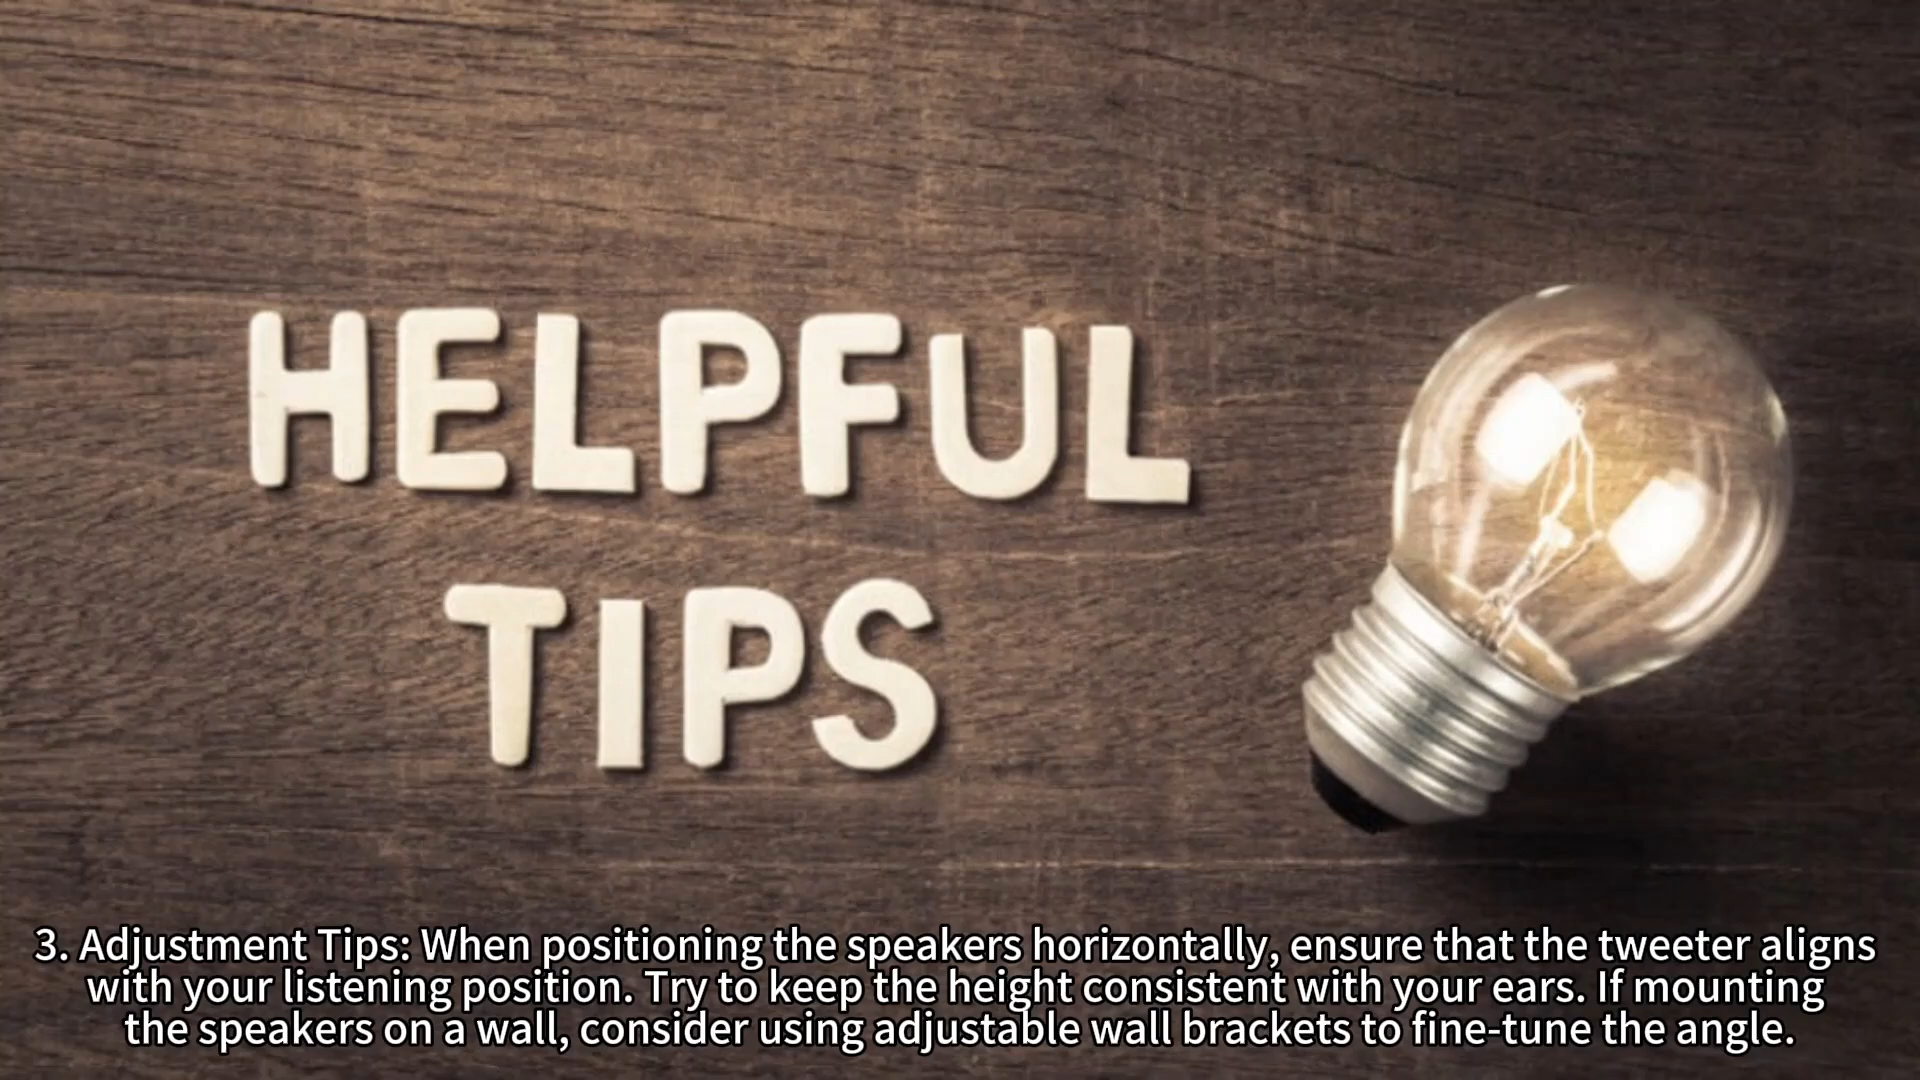 HELPFUL
TIPS
3. Adjustment Tips: When positioning the speakers horizontally, ensure that the tweeter aligns
with your listening position. Try to keep the height consistent with your ears. If mounting
the speakers on a wall, consider using adjustable wall brackets to fine-tune the angle.